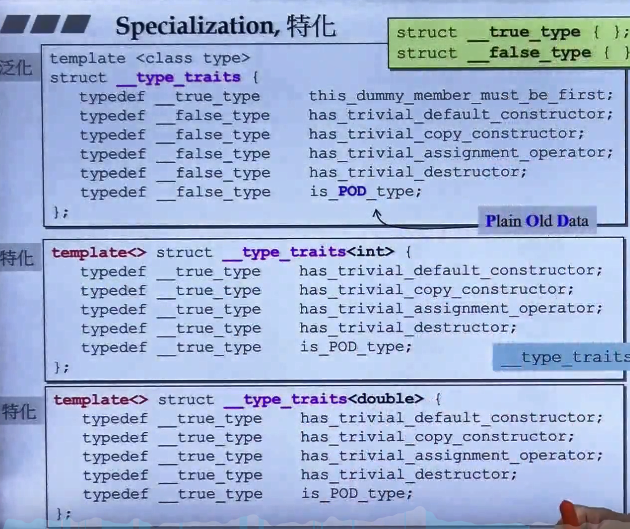 Specialization, 特化
struct __true_type { };
struct __false_type { }
泛化
template <class type>
struct __type_traits {
typedef __true_type this_dummy_member_must_be_first;
typedef __false_type has_trivial_default_constructor;
typedef __false_type has_trivial_copy_constructor;
typedef __false_type has_trivial_assignment_operator;
typedef __false_type has_trivial_destructor;
typedef __false_type is_POD_type;
};
Plain Old Data
特化
template<> struct __type_traits<int> {
typedef __true_type has_trivial_default_constructor;
typedef __true_type has_trivial_copy_constructor;
typedef __true_type has_trivial_assignment_operator;
typedef __true_type has_trivial_destructor;
typedef __true_type is_POD_type;
};
__type_traits
特化
template<> struct __type_traits<double> {
typedef __true_type has_trivial_default_constructor;
typedef __true_type has_trivial_copy_constructor;
typedef __true_type has_trivial_assignment_operator;
typedef __true_type has_trivial_destructor;
typedef __true_type is_POD_type;
};